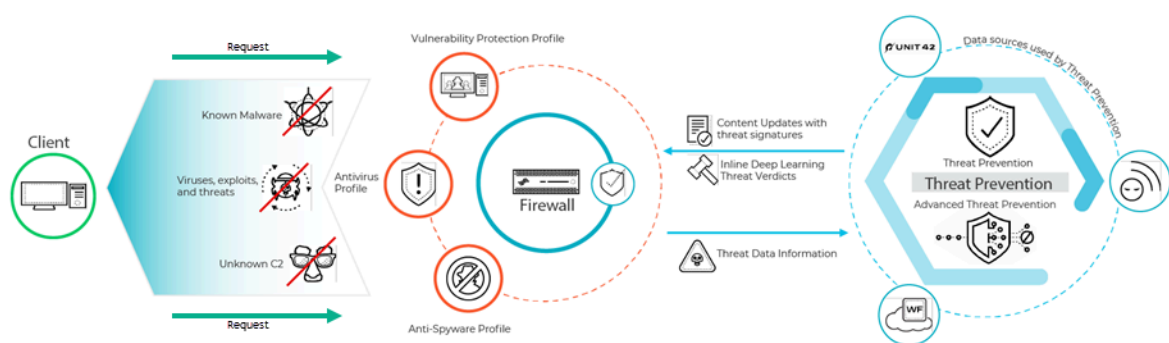 Request
Client
Known Malware
Viruses, exploits,
and threats
Unknown C2
Request
Vulnerability Protection Profile
Antivirus
Profile
Anti-Spyware Profile
Firewall
Content Updates with
threat signatures
Inline Deep Learning
Threat Verdicts
Threat Data Information
UNIT 42
Data sources used by Threat Prevention
Threat Prevention
Threat Prevention
Advanced Threat Prevention
WF